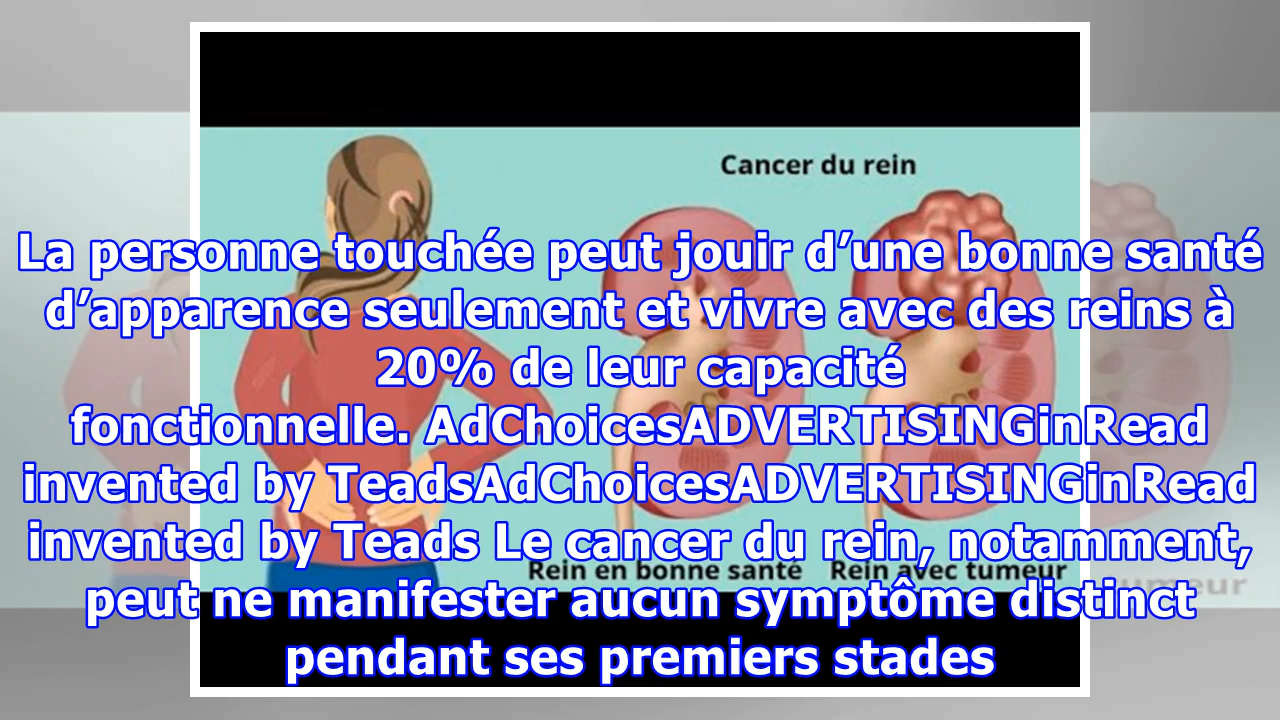 Cancer du rein
La personne touchée peut jouir d’une bonne santé
d’apparence seulement et vivre avec des reins à
20% de leur capacité
fonctionnelle. AdChoicesADVERTISINGinRead
invented by TeadsAdChoicesADVERTISINGinRead
invented by Teads Le cancer du rein, notamment,
Rein en bonne santé
Rein avec tumeur
tumeur
peut ne manifester aucun symptôme distinct
pendant ses premiers stades